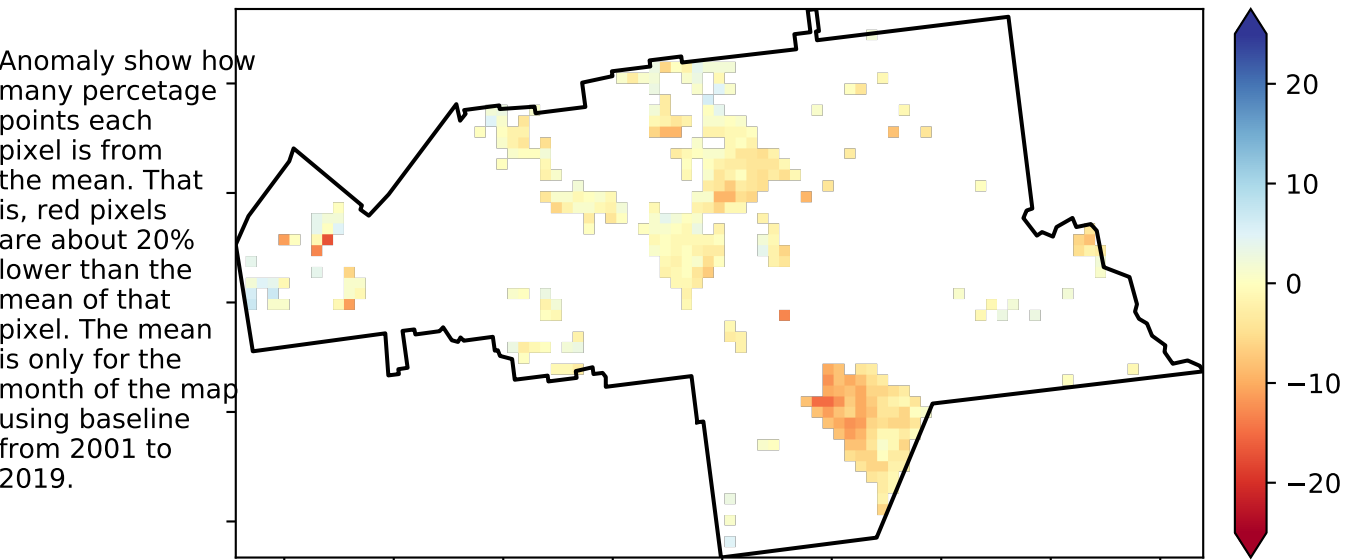 Anomaly show how
many percetage
points each
pixel is from
the mean. That
is, red pixels
are about 20%
lower than the
mean of that
pixel. The mean
is only for the
month of the map
using baseline
from 2001 to
2019.
20
10
0
−10
−20